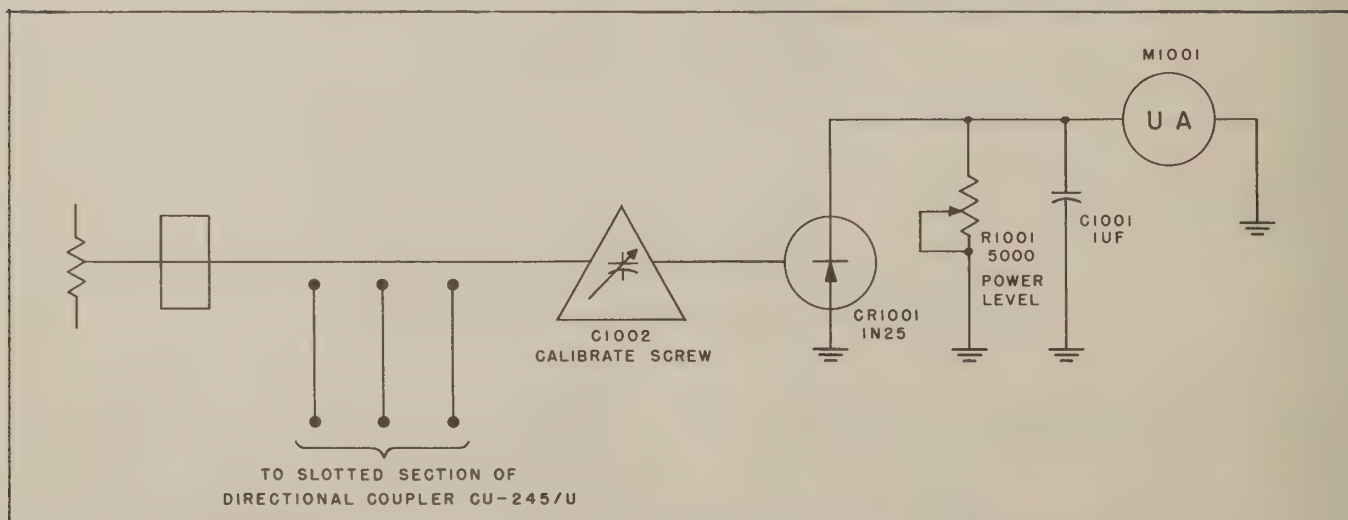 M1001
U A
C1001
1UF
R1001
5000
POWER
LEVEL
CR1001
1N25
C1002
CALIBRATE SCREW
TO SLOTTED SECTION OF
DIRECTIONAL COUPLER CU-245/U